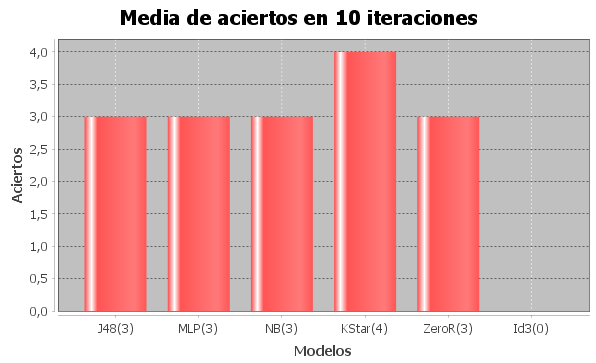 Media de aciertos en 10 iteraciones
4,0
3,5
3,0
2,5
2,0
1,5
1,0
0,5
0,0
Aciertos
J48(3) MLP(3) NB(3) KStar(4) ZeroR(3) Id3(0)
Modelos